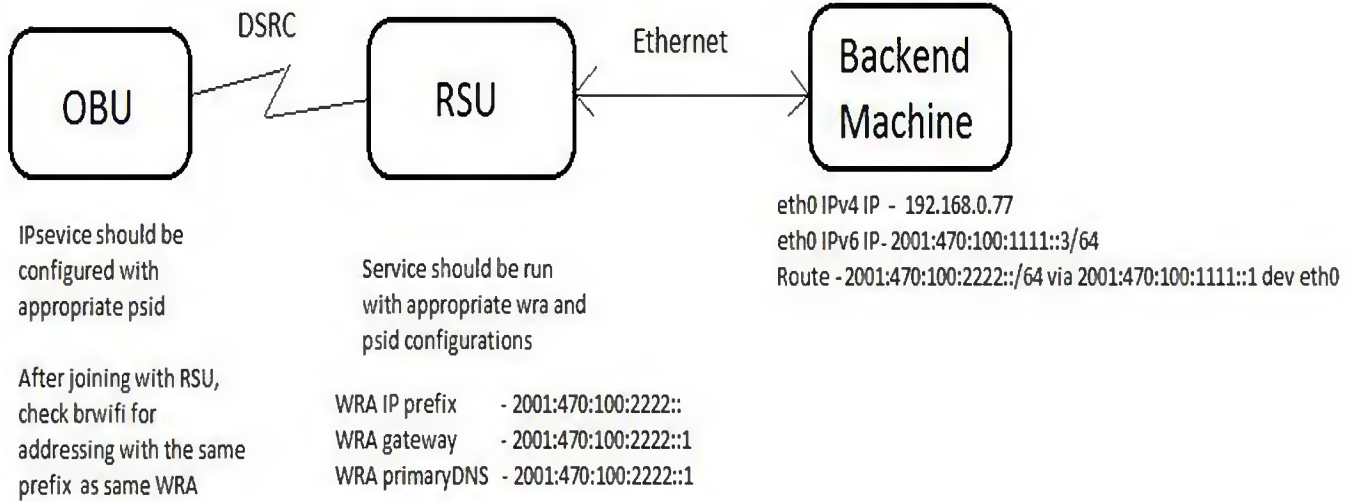 DSRC
Ethernet
OBU
RSU
Backend
Machine
IPsevice should be
configured with
appropriate psid
After joining with RSU,
check brwifi for
addressing with the same
prefix as same WRA
Service should be run
with appropriate wra and
psid configurations
WRA IP prefix - 2001:470:100:2222::
WRA gateway - 2001:470:100:2222::1
WRA primaryDNS - 2001:470:100:2222::1
eth0 IPv4 IP - 192.168.0.77
eth0 IPv6 IP- 2001:470:100:1111::3/64
Route - 2001:470:100:2222::/64 via 2001:470:100:1111::1 dev eth0